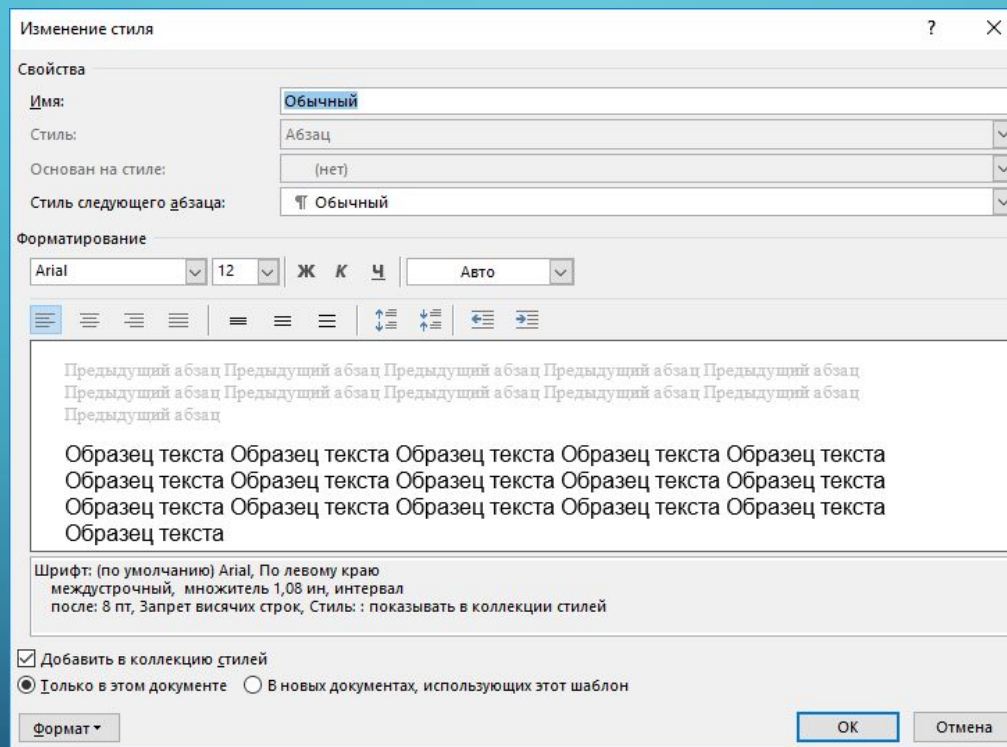 Изменение стиля
Свойства
Имя: Обычный
Стиль: Абзац
Основан на стиле: (нет)
Стиль следующего абзаца: ¶ Обычный
Форматирование
Arial 12 Ж К Ч Авто
Предыдущий абзац Предыдущий абзац Предыдущий абзац Предыдущий абзац Предыдущий абзац
Предыдущий абзац Предыдущий абзац Предыдущий абзац Предыдущий абзац Предыдущий абзац
Предыдущий абзац
Образец текста Образец текста Образец текста Образец текста Образец текста
Образец текста Образец текста Образец текста Образец текста Образец текста
Образец текста Образец текста Образец текста Образец текста Образец текста
Образец текста
Шрифт: (по умолчанию) Arial, По левому краю
междустрочный, множитель 1,08 ин, интервал
после: 8 пт, Запрет висячих строк, Стиль: : показывать в коллекции стилей
Добавить в коллекцию стилей
Только в этом документе В новых документах, использующих этот шаблон
Формат ОК Отмена